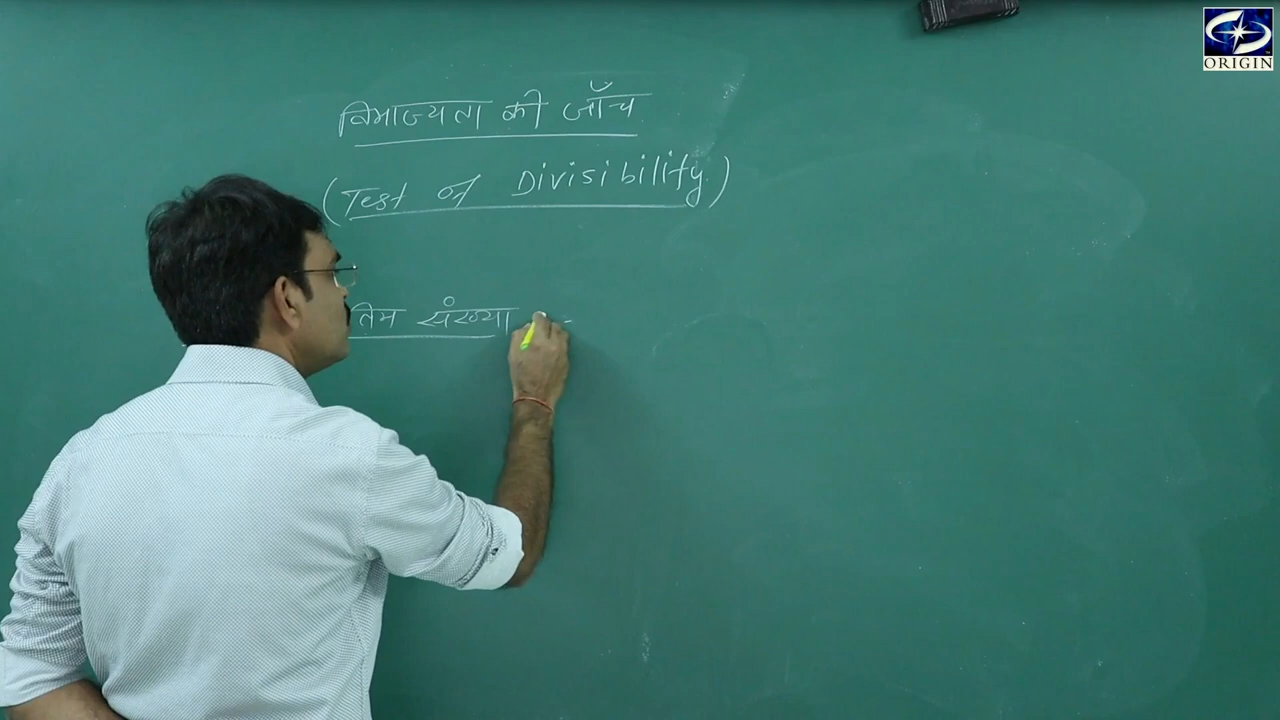 विभाज्यता की जाँच
(Test of Divisibility)
संख्या
ORIGIN